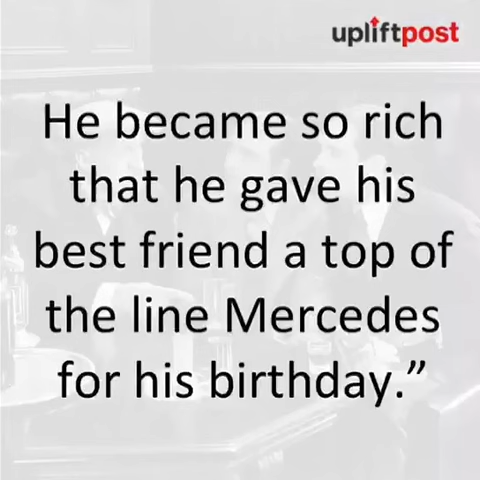 upliftpost
He became so rich
that he gave his
best friend a top of
the line Mercedes
for his birthday.”